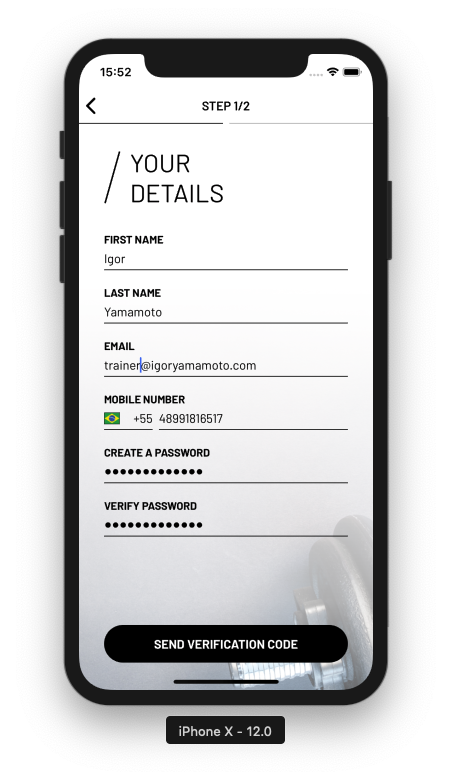 15:52
STEP 1/2
YOUR
DETAILS
FIRST NAME
Igor
LAST NAME
Yamamoto
EMAIL
trainer@igoryamamoto.com
MOBILE NUMBER
+55 48991816517
CREATE A PASSWORD
●●●●●●●●●●●●●
VERIFY PASSWORD
●●●●●●●●●●●●●
SEND VERIFICATION CODE
iPhone X - 12.0